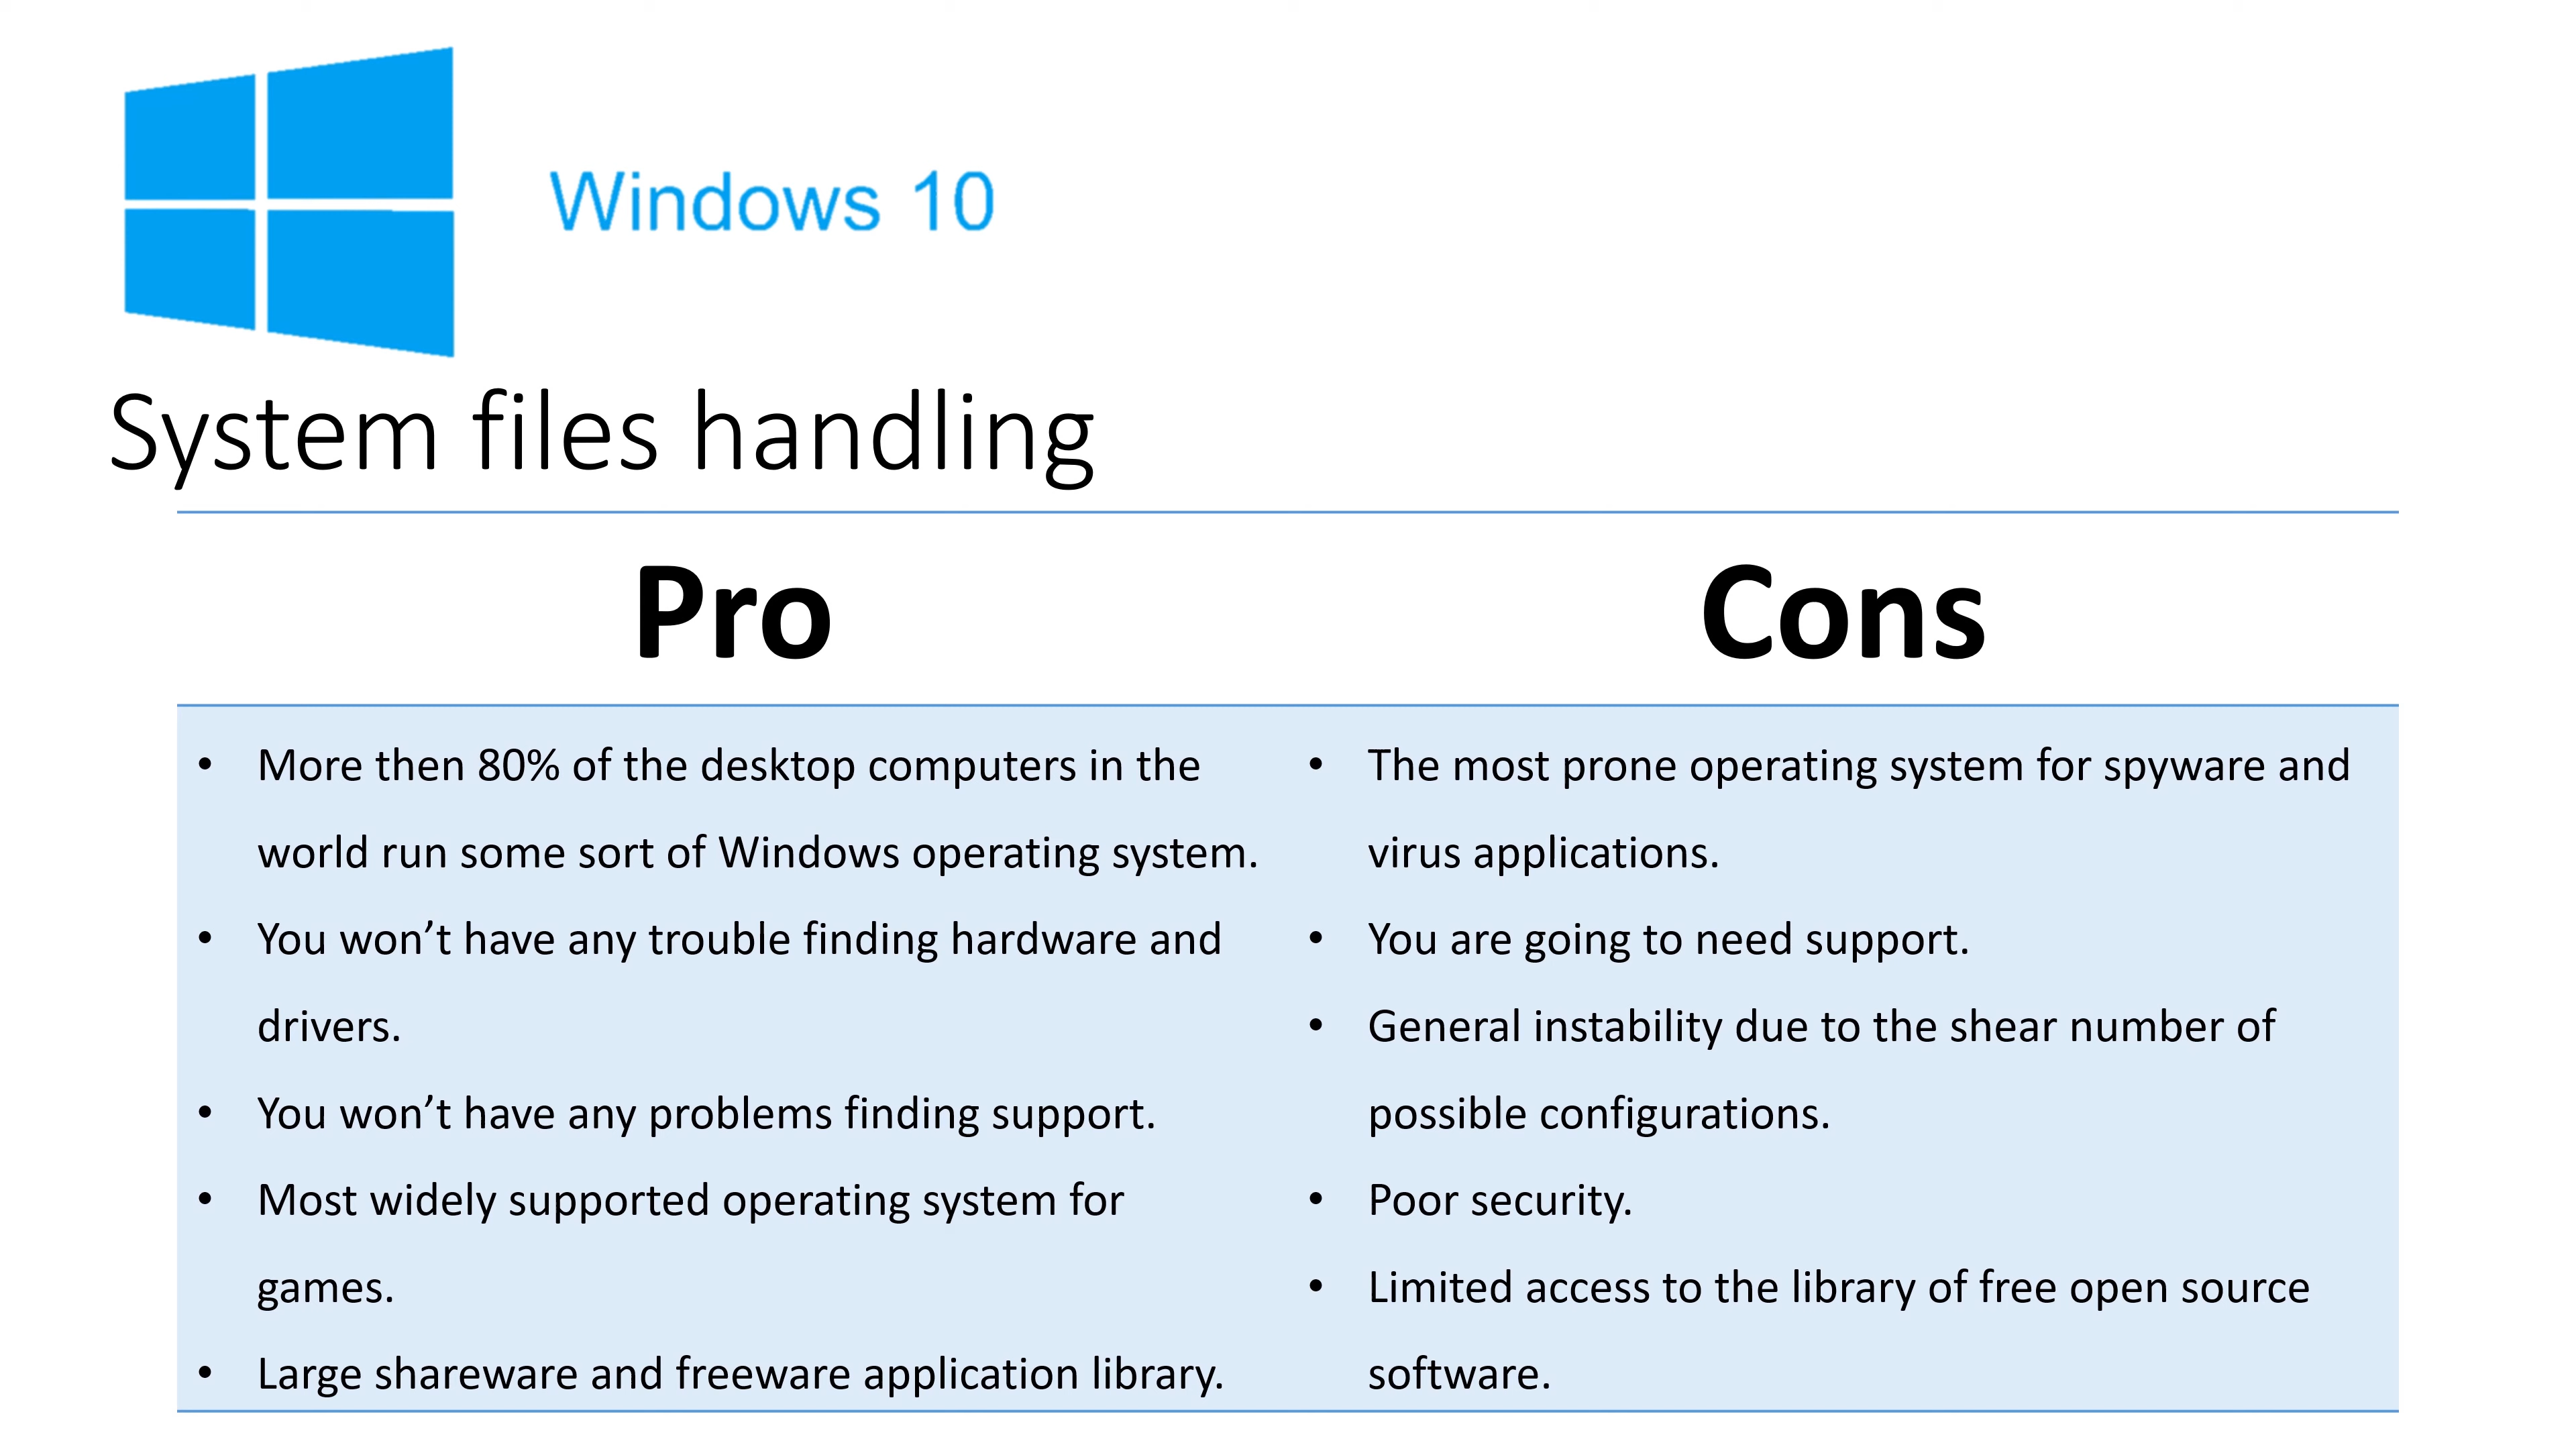 Windows 10
System files handling
Pro
Cons
• More then 80% of the desktop computers in the
world run some sort of Windows operating system.
• You won’t have any trouble finding hardware and
drivers.
• You won’t have any problems finding support.
• Most widely supported operating system for
games.
• Large shareware and freeware application library.
• The most prone operating system for spyware and
virus applications.
• You are going to need support.
• General instability due to the shear number of
possible configurations.
• Poor security.
• Limited access to the library of free open source
software.